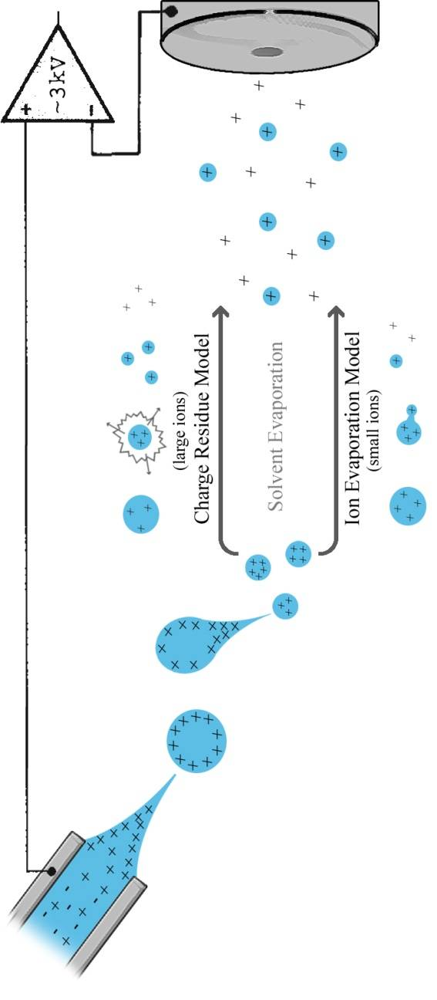 ~3kV
+ -
(large ions)
Charge Residue Model
Solvent Evaporation
Ion Evaporation Model
(small ions)